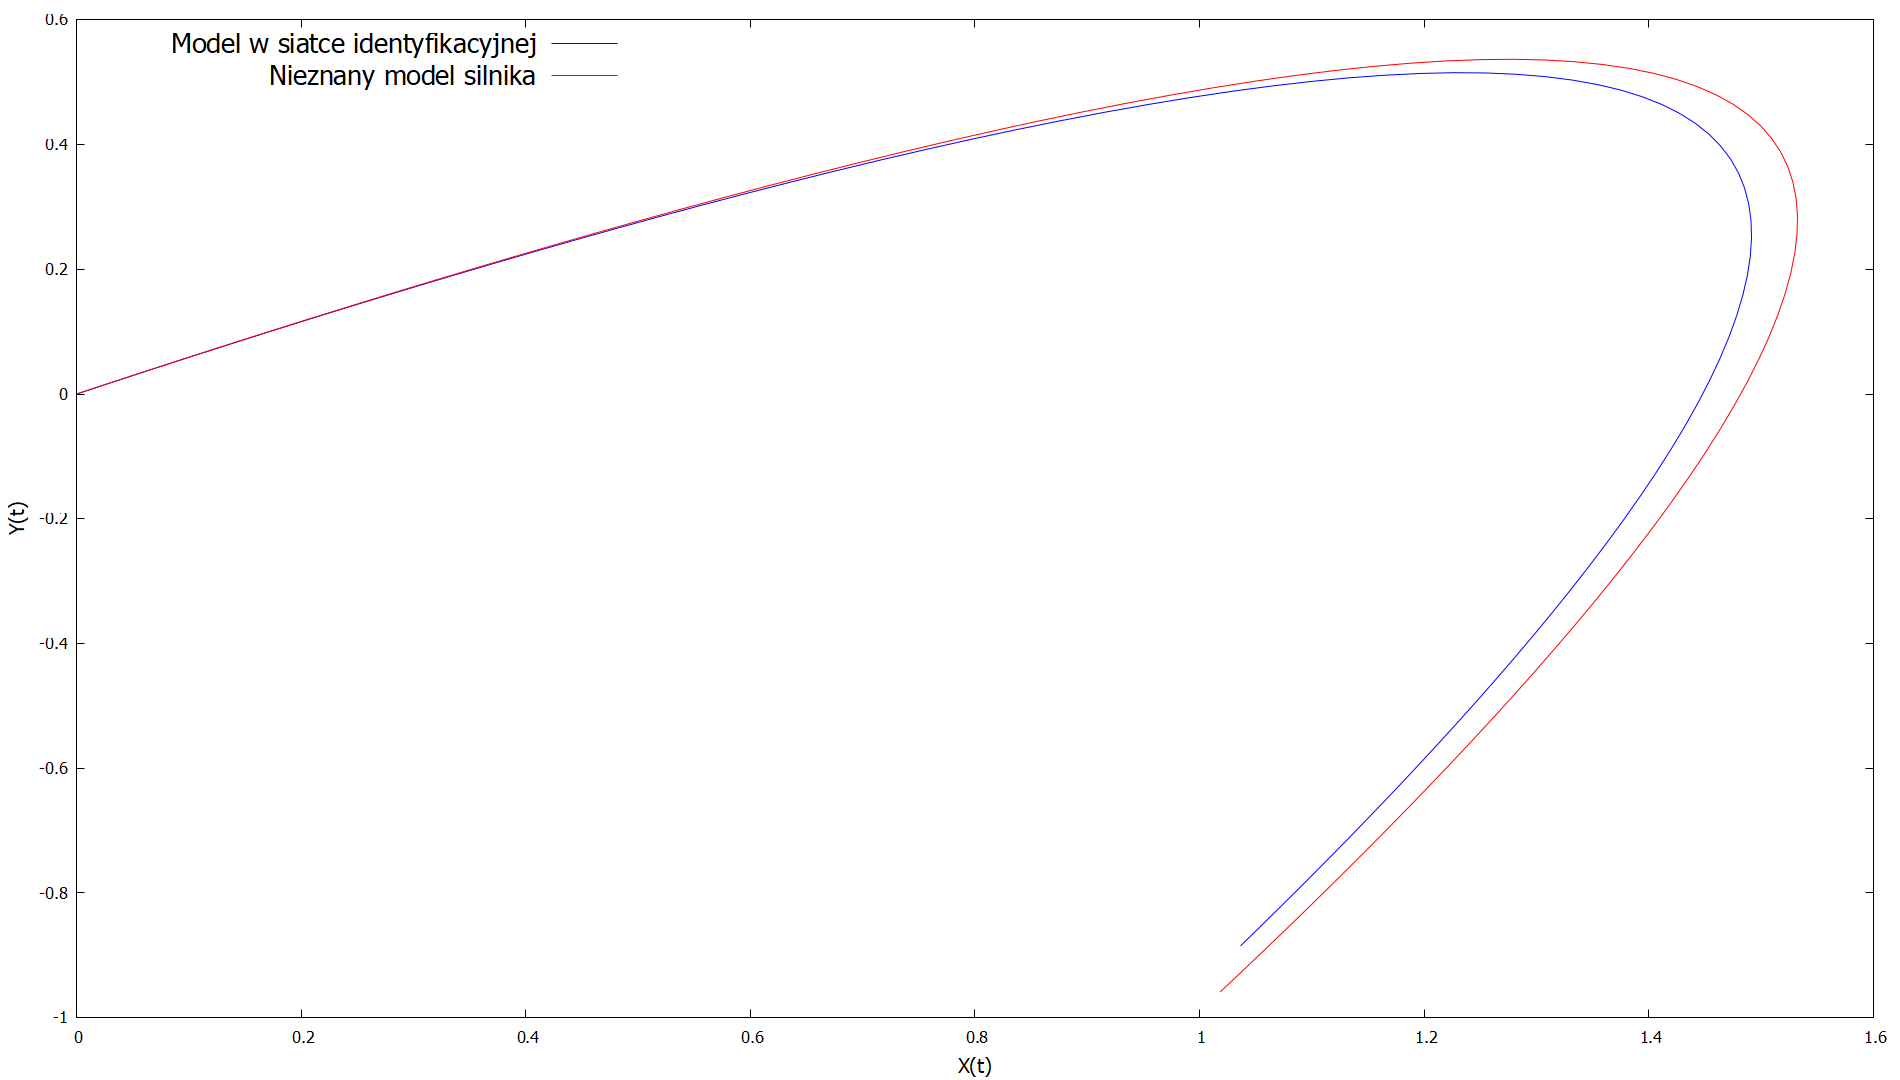 Model w siatce identyfikacyjnej
Nieznany model silnika
0.6
0.4
0.2
0
-0.2
-0.4
-0.6
-0.8
-1
Y(t)
0 0.2 0.4 0.6 0.8 1 1.2 1.4 1.6
X(t)